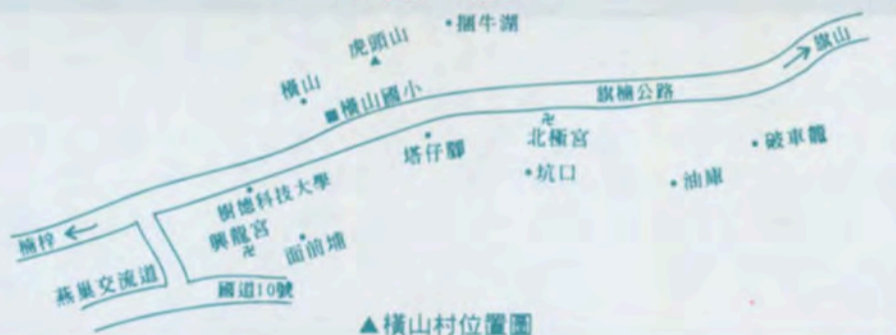 捆牛湖
虎頭山
旗山
橫山
橫山國小
旗楠公路
北極宮
塔仔腳
破車籠
坑口
油庫
樹德科技大學
興龍宮
面前埔
楠梓
燕巢交流道
國道10號
▲橫山村位置圖